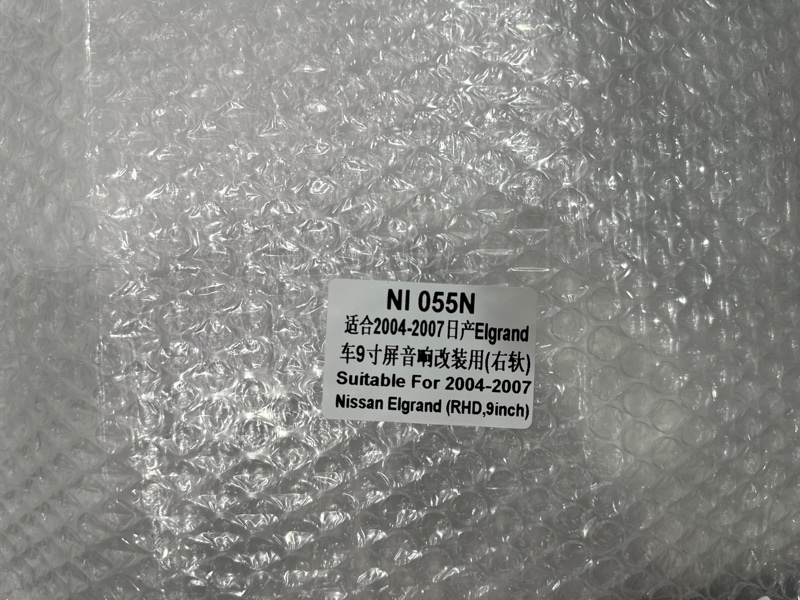 NI 055N
适合2004-2007日产Elgrand
车9寸屏音响改装用(右软)
Suitable For 2004-2007
Nissan Elgrand (RHD,9inch)